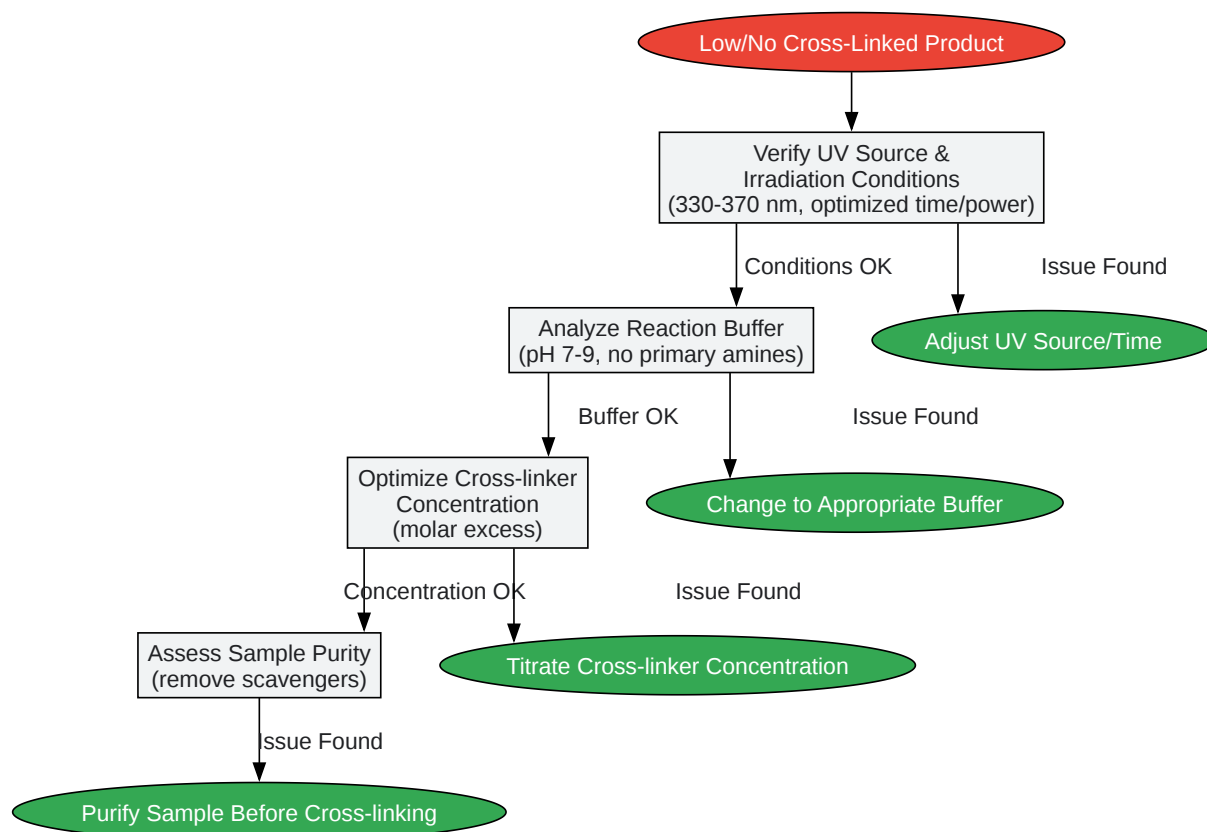 Low/No Cross-Linked Product
Verify UV Source &
Irradiation Conditions
(330-370 nm, optimized time/power)
Conditions OK
Issue Found
Analyze Reaction Buffer
(pH 7-9, no primary amines)
Adjust UV Source/Time
Buffer OK
Issue Found
Optimize Cross-linker
Concentration
(molar excess)
Change to Appropriate Buffer
Concentration OK
Issue Found
Assess Sample Purity
(remove scavengers)
Titrate Cross-linker Concentration
Issue Found
Purify Sample Before Cross-linking